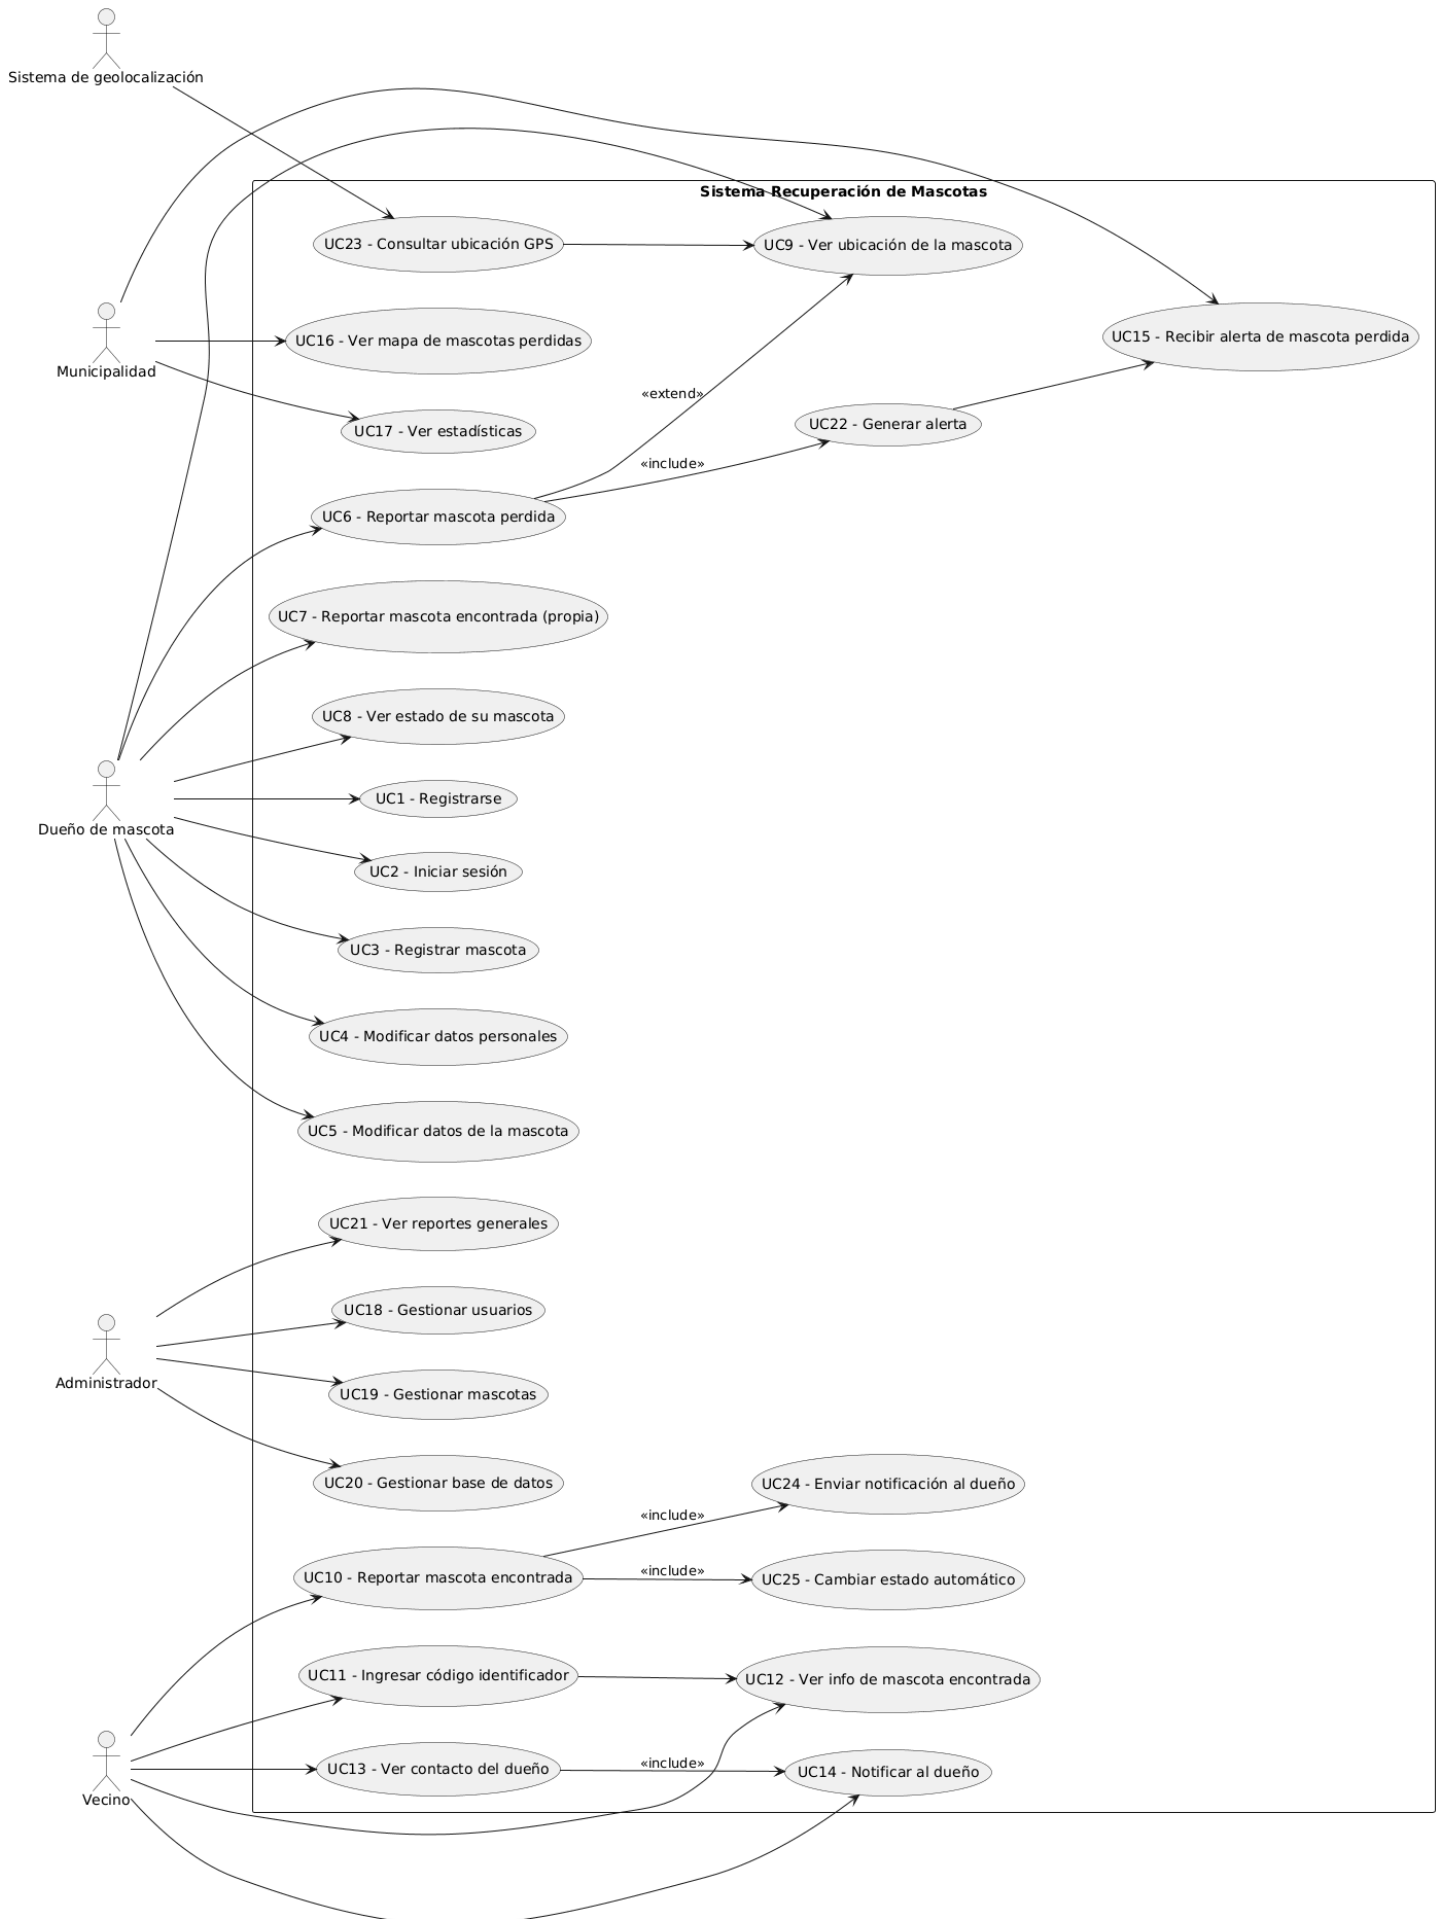 Sistema de geolocalización
Sistema Recuperación de Mascotas
UC23 - Consultar ubicación GPS
UC9 - Ver ubicación de la mascota
UC16 - Ver mapa de mascotas perdidas
UC15 - Recibir alerta de mascota perdida
Municipalidad
«extend»
UC17 - Ver estadísticas
UC22 - Generar alerta
«include»
UC6 - Reportar mascota perdida
UC7 - Reportar mascota encontrada (propia)
UC8 - Ver estado de su mascota
UC1 - Registrarse
Dueño de mascota
UC2 - Iniciar sesión
UC3 - Registrar mascota
UC4 - Modificar datos personales
UC5 - Modificar datos de la mascota
UC21 - Ver reportes generales
UC18 - Gestionar usuarios
Administrador
UC19 - Gestionar mascotas
UC20 - Gestionar base de datos
UC24 - Enviar notificación al dueño
«include»
UC10 - Reportar mascota encontrada
«include»
UC25 - Cambiar estado automático
UC11 - Ingresar código identificador
UC12 - Ver info de mascota encontrada
UC13 - Ver contacto del dueño
«include»
UC14 - Notificar al dueño
Vecino